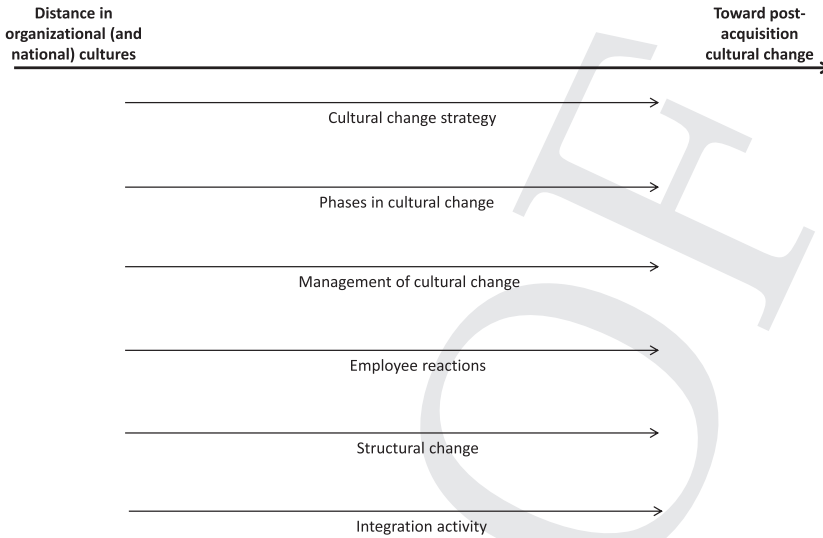 Distance in
organizational (and
national) cultures
Toward post-
acquisition
cultural change
Cultural change strategy
Phases in cultural change
Management of cultural change
Employee reactions
Structural change
Integration activity
OF